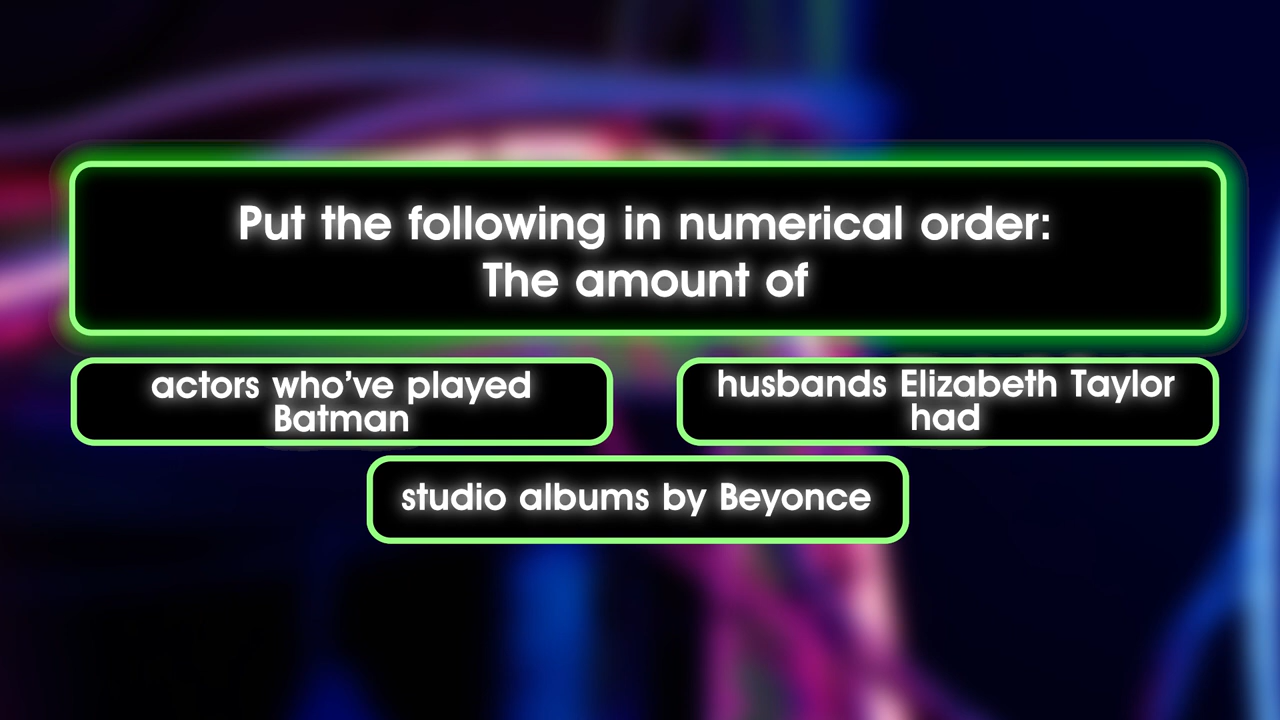 Put the following in numerical order:
The amount of
actors who've played
Batman
husbands Elizabeth Taylor
had
studio albums by Beyonce